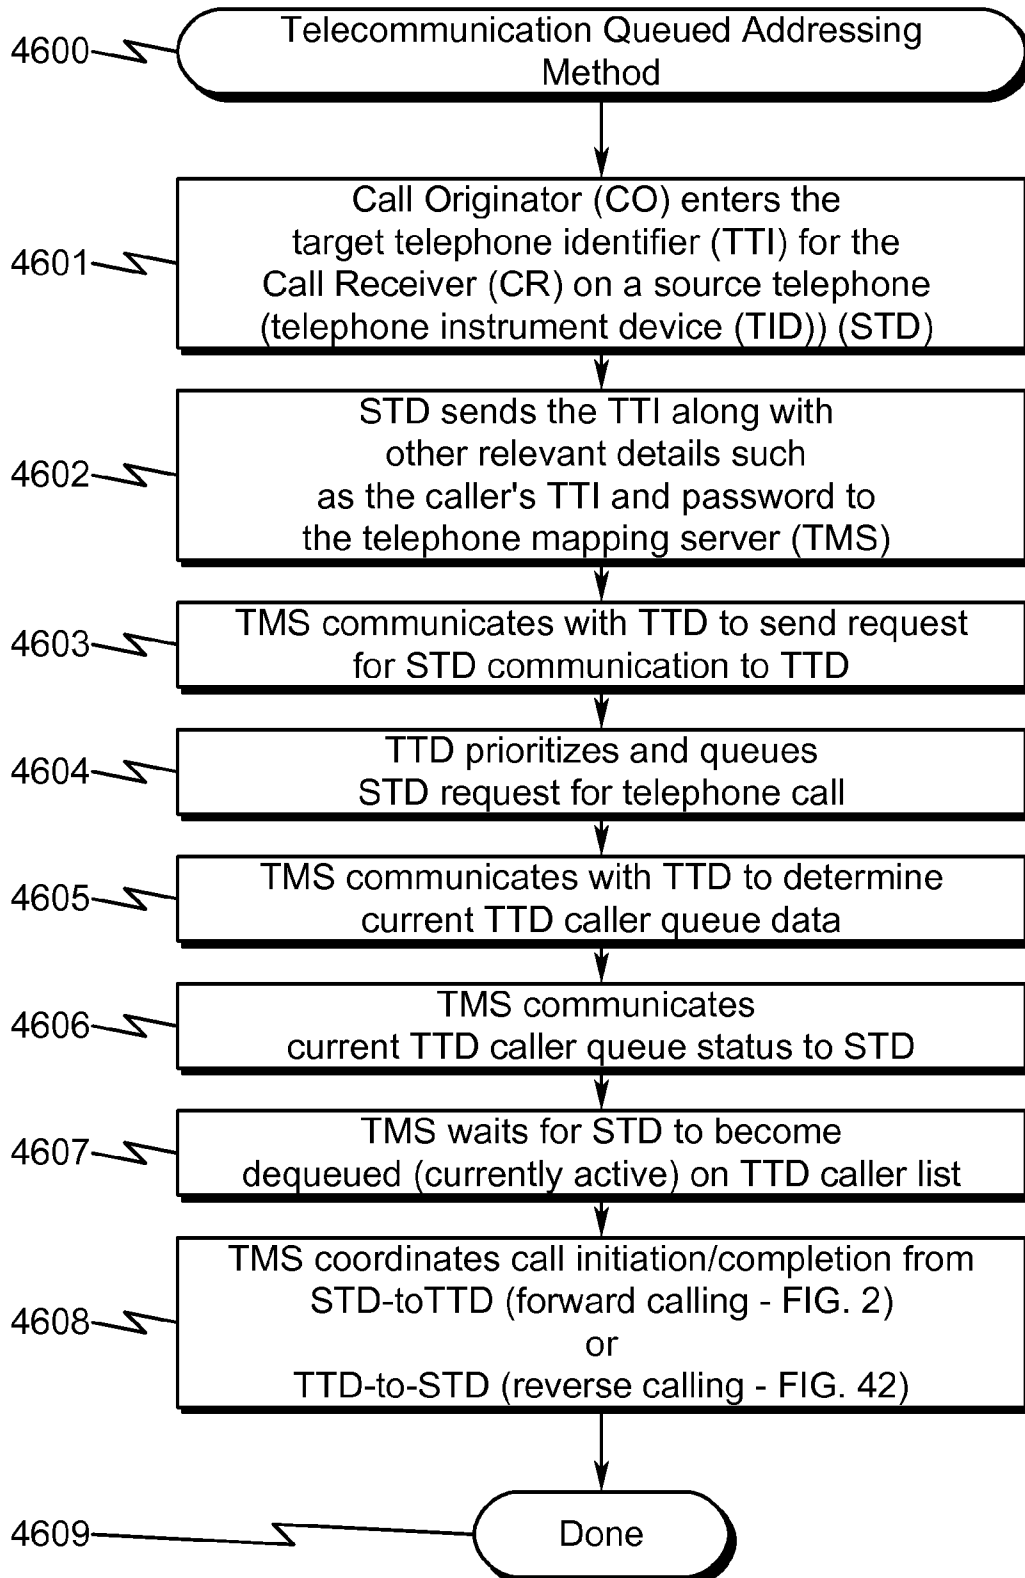 4600
Telecommunication Queued Addressing
Method
4601
Call Originator (CO) enters the
target telephone identifier (TTI) for the
Call Receiver (CR) on a source telephone
(telephone instrument device (TID)) (STD)
4602
STD sends the TTI along with
other relevant details such
as the caller's TTI and password to
the telephone mapping server (TMS)
4603
TMS communicates with TTD to send request
for STD communication to TTD
4604
TTD prioritizes and queues
STD request for telephone call
4605
TMS communicates with TTD to determine
current TTD caller queue data
4606
TMS communicates
current TTD caller queue status to STD
4607
TMS waits for STD to become
dequeued (currently active) on TTD caller list
4608
TMS coordinates call initiation/completion from
STD-toTTD (forward calling - FIG. 2)
or
TTD-to-STD (reverse calling - FIG. 42)
4609
Done